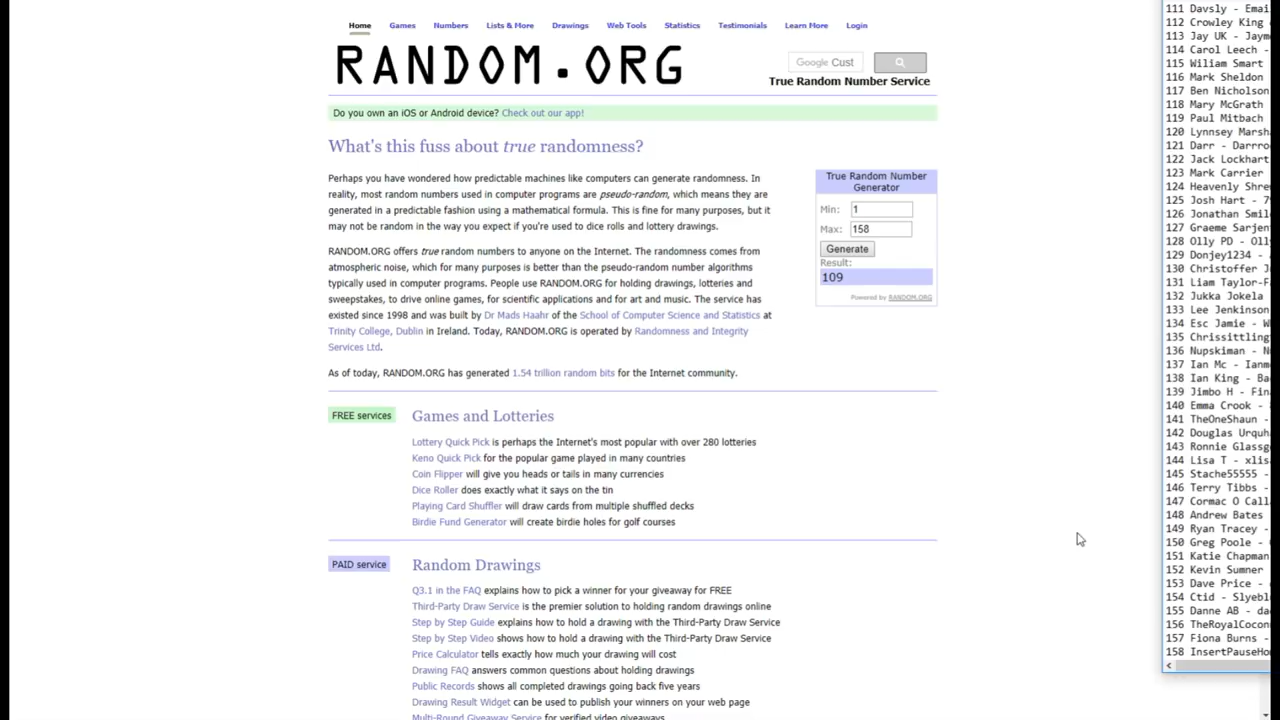 Home Games Numbers Lists & More Drawings Web Tools Statistics Testimonials Learn More Login
RANDOM.ORG
Google Cust
True Random Number Service
Do you own an iOS or Android device? Check out our app!
What's this fuss about true randomness?
Perhaps you have wondered how predictable machines like computers can generate randomness. In
reality, most random numbers used in computer programs are pseudo-random, which means they are
generated in a predictable fashion using a mathematical formula. This is fine for many purposes, but it
may not be random in the way you expect if you're used to dice rolls and lottery drawings.
RANDOM.ORG offers true random numbers to anyone on the Internet. The randomness comes from
atmospheric noise, which for many purposes is better than the pseudo-random number algorithms
typically used in computer programs. People use RANDOM.ORG for holding drawings, lotteries and
sweepstakes, to drive online games, for scientific applications and for art and music. The service has
existed since 1998 and was built by Dr Mads Haahr of the School of Computer Science and Statistics at
Trinity College, Dublin in Ireland. Today, RANDOM.ORG is operated by Randomness and Integrity
Services Ltd.
As of today, RANDOM.ORG has generated 1.54 trillion random bits for the Internet community.
True Random Number
Generator
Min: 1
Max: 158
Generate
Result:
109
Powered by RANDOM.ORG
FREE services
Games and Lotteries
Lottery Quick Pick is perhaps the Internet's most popular with over 280 lotteries
Keno Quick Pick for the popular game played in many countries
Coin Flipper will give you heads or tails in many currencies
Dice Roller does exactly what it says on the tin
Playing Card Shuffler will draw cards from multiple shuffled decks
Birdie Fund Generator will create birdie holes for golf courses
PAID service
Random Drawings
Q3.1 in the FAQ explains how to pick a winner for your giveaway for FREE
Third-Party Draw Service is the premier solution to holding random drawings online
Step by Step Guide explains how to hold a drawing with the Third-Party Draw Service
Step by Step Video shows how to hold a drawing with the Third-Party Draw Service
Price Calculator tells exactly how much your drawing will cost
Drawing FAQ answers common questions about holding drawings
Public Records shows all completed drawings going back five years
Drawing Result Widget can be used to publish your winners on your web page
Multi-Round Giveaway Service for verified video giveaways
111 Davsly - Emai
112 Crowley King
113 Jay UK - Jaym
114 Carol Leech -
115 Wiliam Smart
116 Mark Sheldon
117 Ben Nicholson
118 Mary McGrath
119 Paul Mitbach
120 Lynnsey Marsh
121 Darr - Darrro
122 Jack Lockhart
123 Mark Carrier
124 Heavenly Shre
125 Josh Hart - 7
126 Jonathan Smil
127 Graeme Sarjen
128 Olly PD - Oll
129 Donjey1234 -
130 Christoffer J
131 Liam Taylor-F
132 Jukka Jokela
133 Lee Jenkinson
134 Esc Jamie - W
135 Chrissittling
136 Nupskiman - N
137 Ian Mc - Ianm
138 Ian King - Ba
139 Jimbo H - Fin
140 Emma Crook -
141 TheOneShaun -
142 Douglas Urquh
143 Ronnie Glassg
144 Lisa T - xlis
145 Stache55555 -
146 Terry Tibbs -
147 Cormac O Call
148 Andrew Bates
149 Ryan Tracey -
150 Greg Poole -
151 Katie Chapman
152 Kevin Sumner
153 Dave Price -
154 Ctid - Slyebl
155 Danne AB - da
156 TheRoyalCocon
157 Fiona Burns -
158 InsertPauseHo